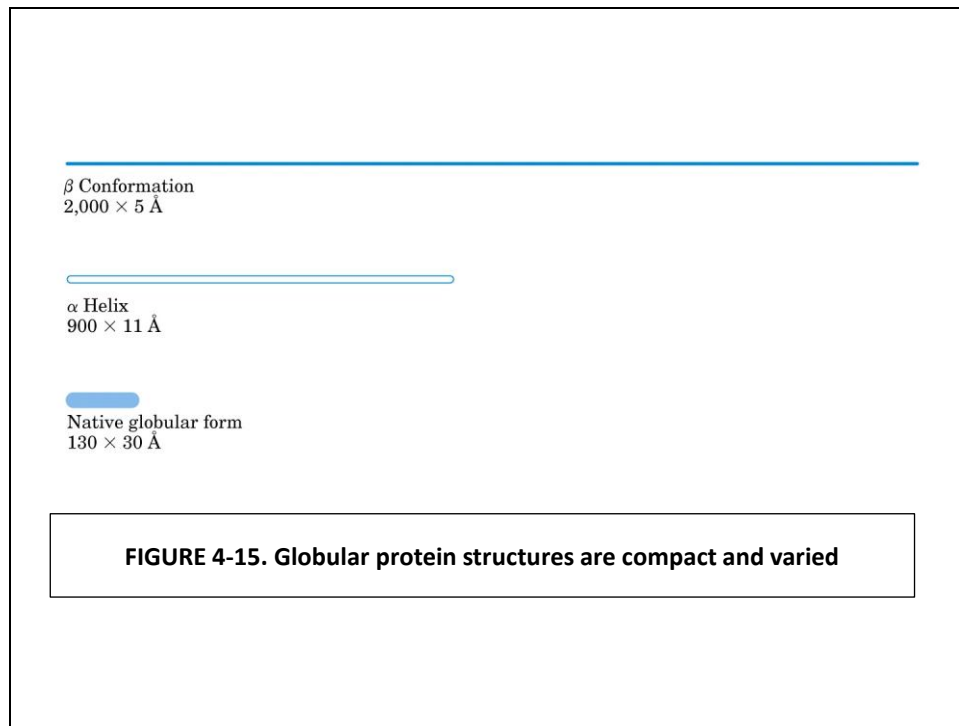 β Conformation
2,000 × 5 Å
α Helix
900 × 11 Å
Native globular form
130 × 30 Å
FIGURE 4-15. Globular protein structures are compact and varied